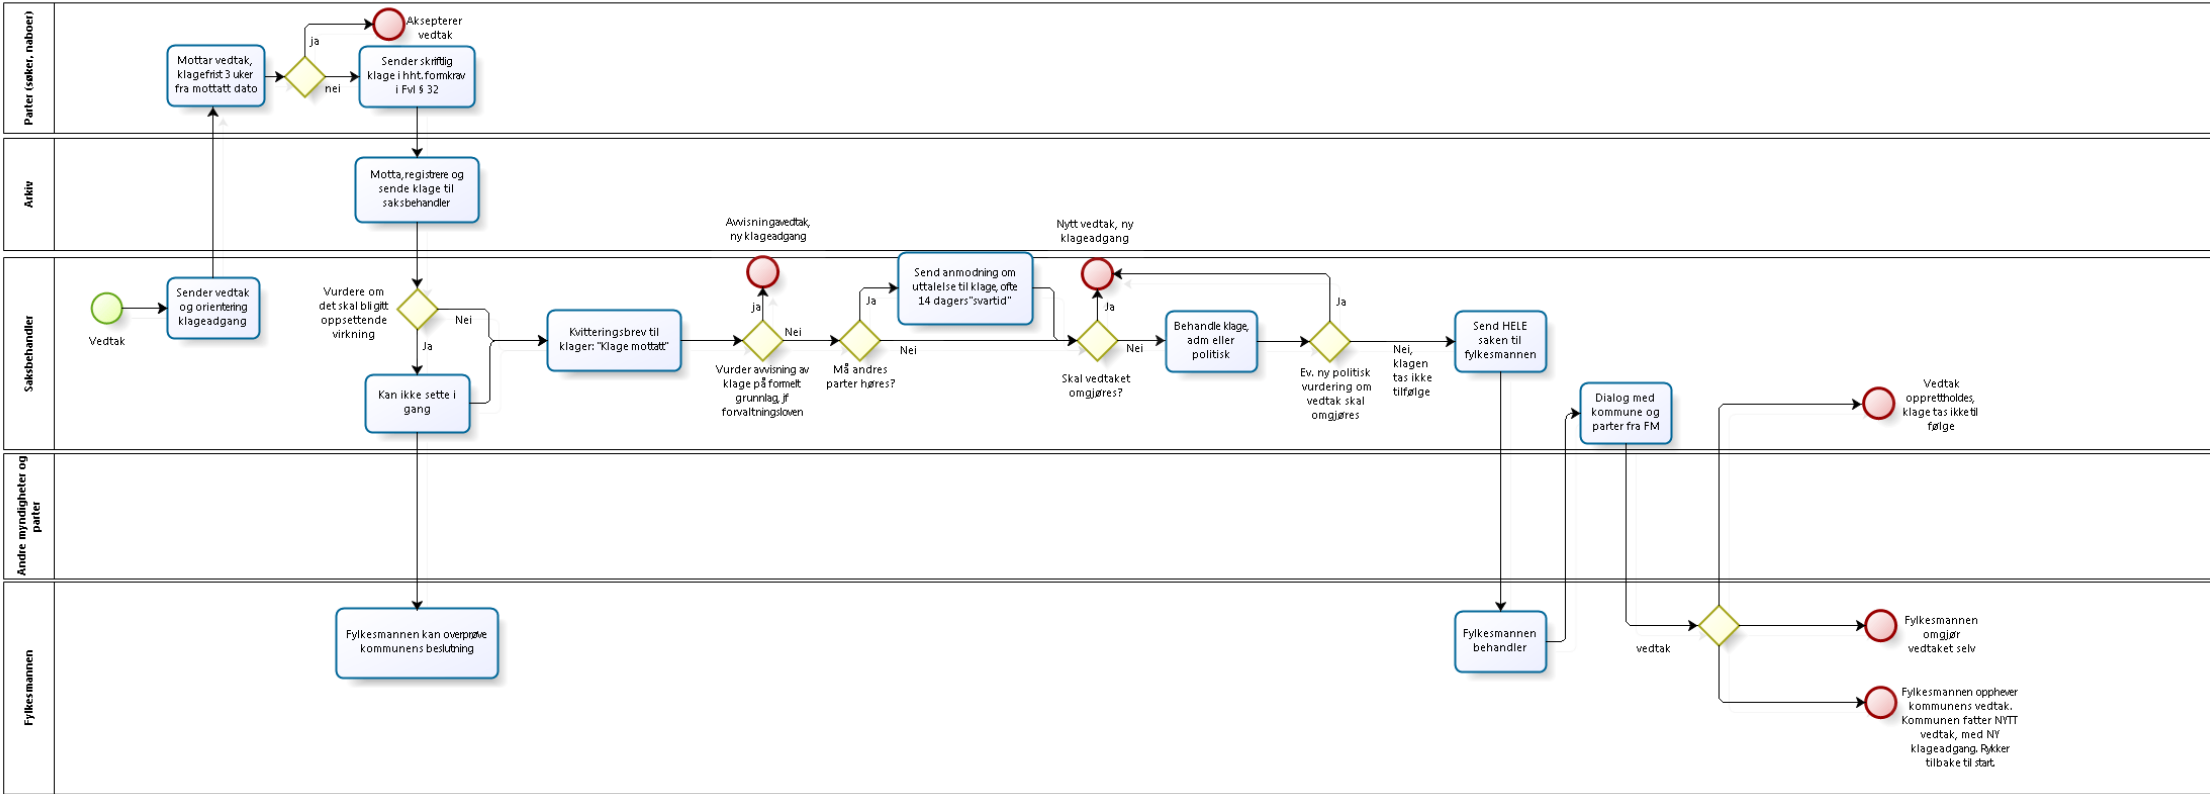 Parter (søker, naboer)
Mottar vedtak,
klagefrist 3 uker
fra mottatt dato
ja
nei
Aksepterer
vedtak
Sender skriftlig
klage i hht. formkrav
i Fvl § 32
Arkiv
Motta, registrere og
sende klage til
saksbehandler
Saksbehandler
Vedtak
Sender vedtak
og orientering
klageadgang
Vurdere om
det skal bli gitt
oppsettende
virkning
Nei
Ja
Kan ikke sette i
gang
Kvitteringsbrev til
klager: "Klage mottatt"
Avvisningavedtak,
ny klageadgang
ja
Nei
Vurder avvisning av
klage på formelt
grunnlag, jf
forvaltningsloven
Ja
Nei
Må andres
parter høres?
Send anmodning om
uttalelse til klage, ofte
14 dagers "svartid"
Nytt vedtak, ny
klageadgang
Ja
Nei
Skal vedtaket
omgjøres?
Behandle klage,
adm eller
politisk
Ja
Ev. ny politisk
vurdering om
vedtak skal
omgjøres
Nei,
klagen
tas ikke
tilfølge
Send HELE
saken til
fylkesmannen
Dialog med
kommune og
parter fra FM
Vedtak
opprettholdes,
klage tas ikke til
følge
Andre myndigheter og
parter
Fylkesmannen
Fylkesmannen kan overprøve
kommunens beslutning
Fylkesmannen
behandler
vedtak
Fylkesmannen
omgjør
vedtaket selv
Fylkesmannen opphever
kommunens vedtak.
Kommunen fatter NYTT
vedtak, med NY
klageadgang. Rykker
tilbake til start.